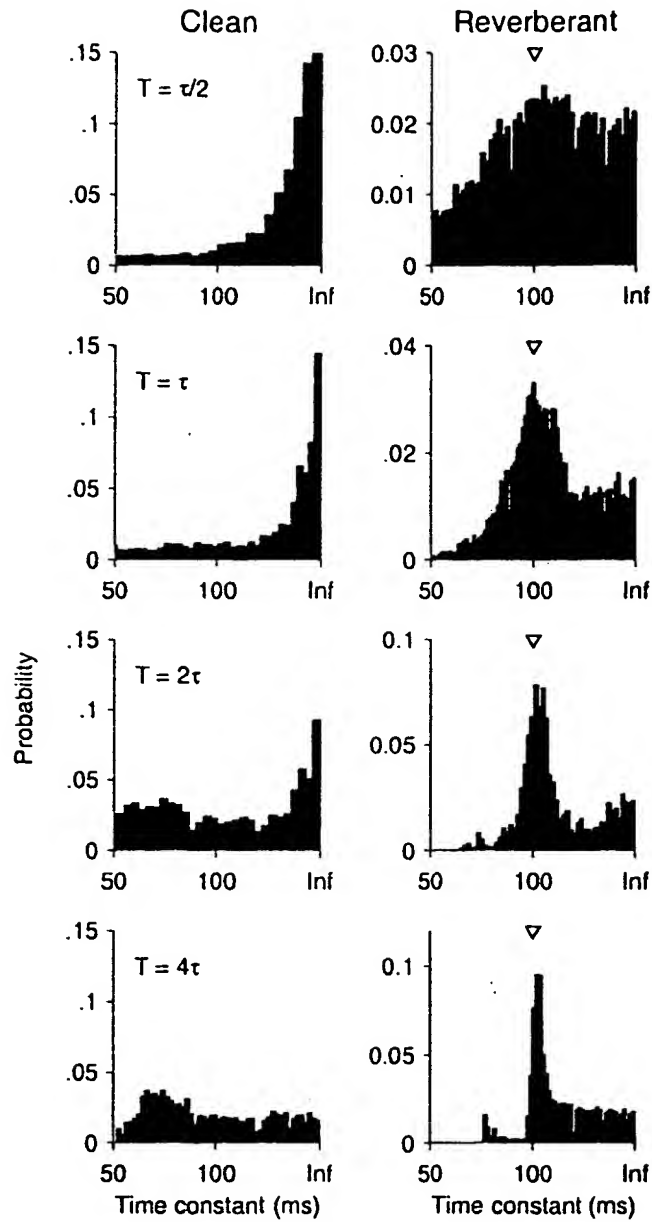 Clean Reverberant
T = τ/2
.15
.1
.05
0
50 100 Inf
0.03
0.02
0.01
0
50 100 Inf
T = τ
.15
.1
.05
0
50 100 Inf
.04
.02
0
50 100 Inf
Probability
T = 2τ
.15
.1
.05
0
50 100 Inf
0.1
0.05
0
50 100 Inf
T = 4τ
.15
.1
.05
0
50 100 Inf
Time constant (ms)
0.1
0.05
0
50 100 Inf
Time constant (ms)